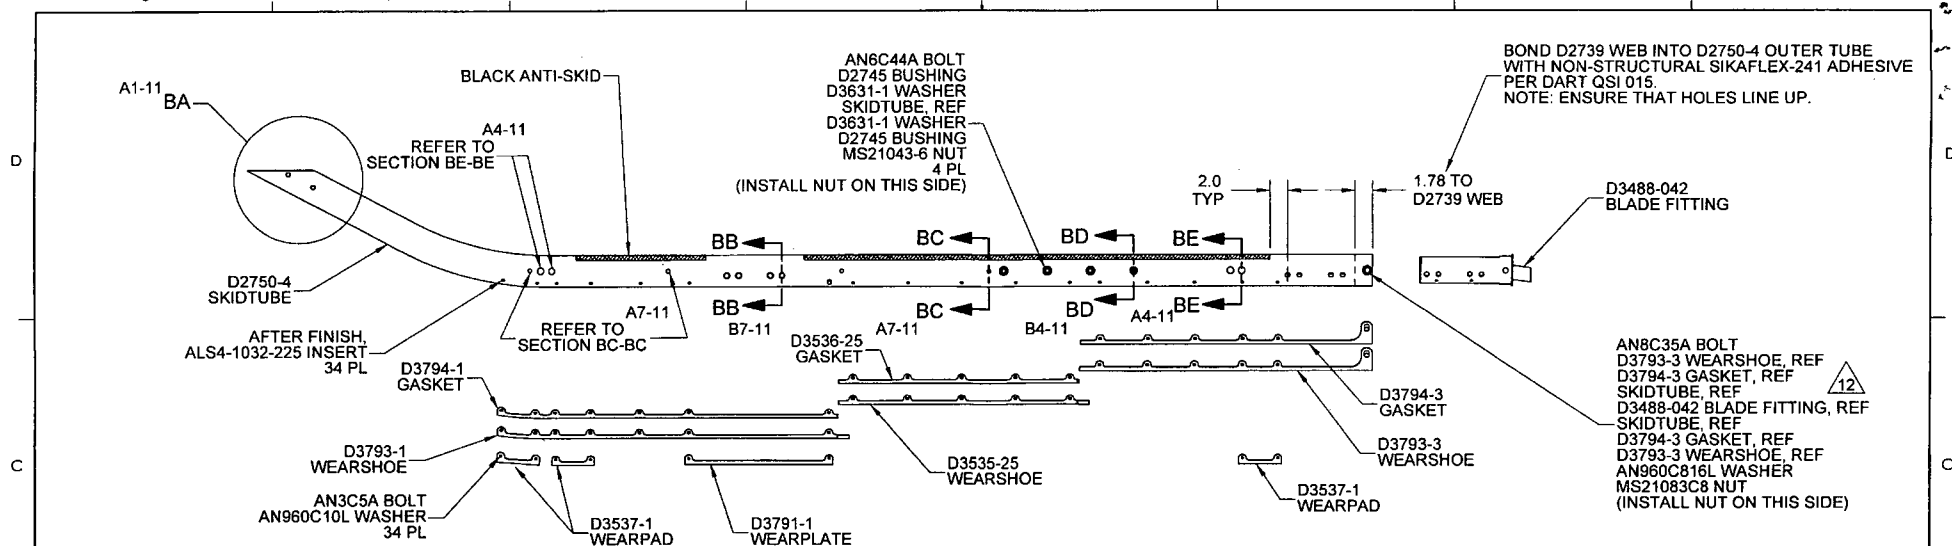 AN6C44A BOLT
D2745 BUSHING
D3631-1 WASHER
SKIDTUBE, REF
D3631-1 WASHER
D2745 BUSHING
MS21043-6 NUT
4 PL
(INSTALL NUT ON THIS SIDE)
BOND D2739 WEB INTO D2750-4 OUTER TUBE
WITH NON-STRUCTURAL SIKAFLEX-241 ADHESIVE
PER DART QSI 015.
NOTE: ENSURE THAT HOLES LINE UP.
BLACK ANTI-SKID
A1-11
BA
A4-11
REFER TO
SECTION BE-BE
D
D
2.0
TYP
1.78 TO
D2739 WEB
D3488-042
BLADE FITTING
BB
BC
BD
BE
D2750-4
SKIDTUBE
BB
BC
BD
BE
A7-11
B7-11
A7-11
B4-11
A4-11
AFTER FINISH,
ALS4-1032-225 INSERT
34 PL
REFER TO
SECTION BC-BC
D3536-25
GASKET
D3794-1
GASKET
D3794-3
GASKET
AN8C35A BOLT
D3793-3 WEARSHOE, REF
D3794-3 GASKET, REF
SKIDTUBE, REF
D3488-042 BLADE FITTING, REF
SKIDTUBE, REF
D3794-3 GASKET, REF
D3793-3 WEARSHOE, REF
AN960C816L WASHER
MS21083C8 NUT
(INSTALL NUT ON THIS SIDE)
12
D3793-1
WEARSHOE
D3535-25
WEARSHOE
D3793-3
WEARSHOE
C
C
AN3C5A BOLT
AN960C10L WASHER
34 PL
D3537-1
WEARPAD
D3791-1
WEARPLATE
D3537-1
WEARPAD